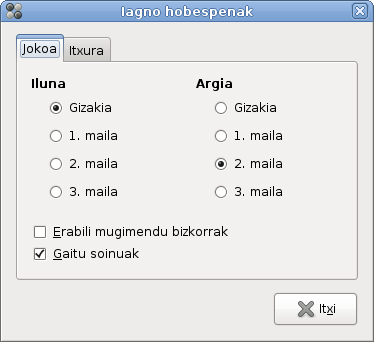 Iagno hobespenak
Jokoa Itxura
Iluna Argia
Gizakia Gizakia
1. maila 1. maila
2. maila 2. maila
3. maila 3. maila
Erabili mugimendu bizkorrak
Gaitu soinuak
Itxi